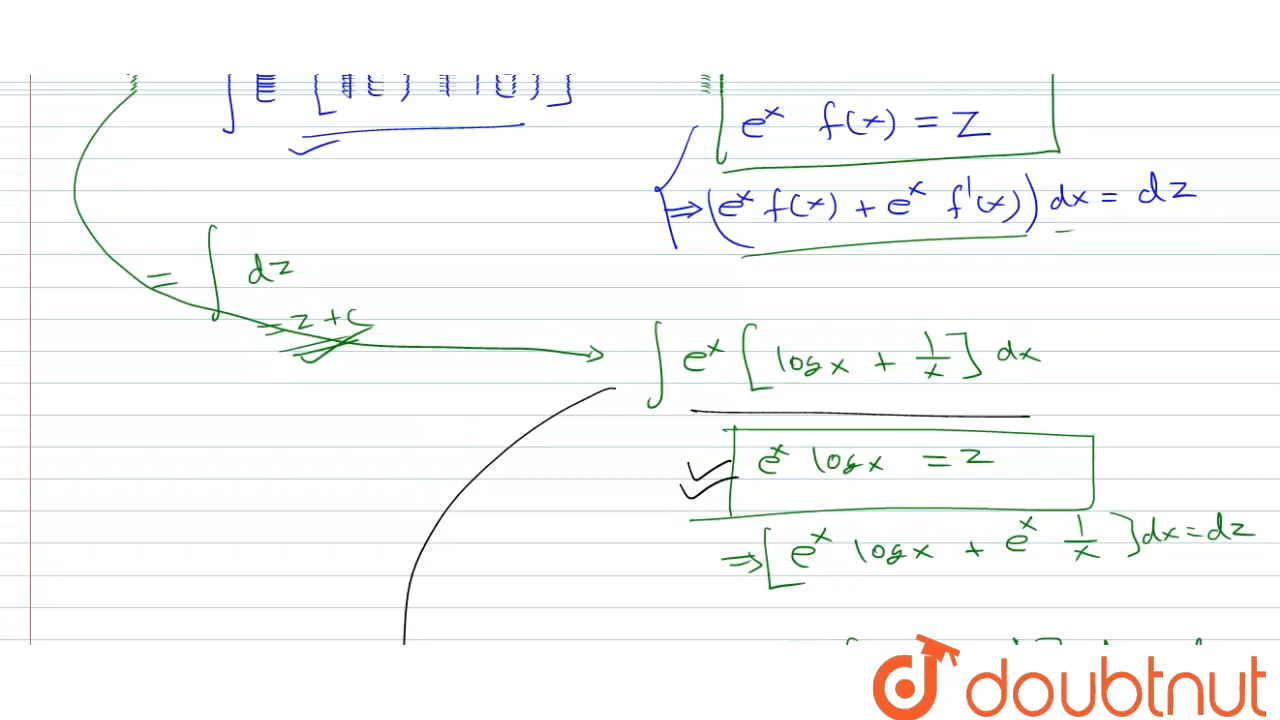 e^x f(x) = Z
⇒ (e^x f(x) + e^x f'(x)) dx = dz
= ∫ dz
= z + c
∫ e^x [log x + 1/x] dx
e^x log x = z
⇒ [e^x log x + e^x 1/x] dx = dz
doubtnut